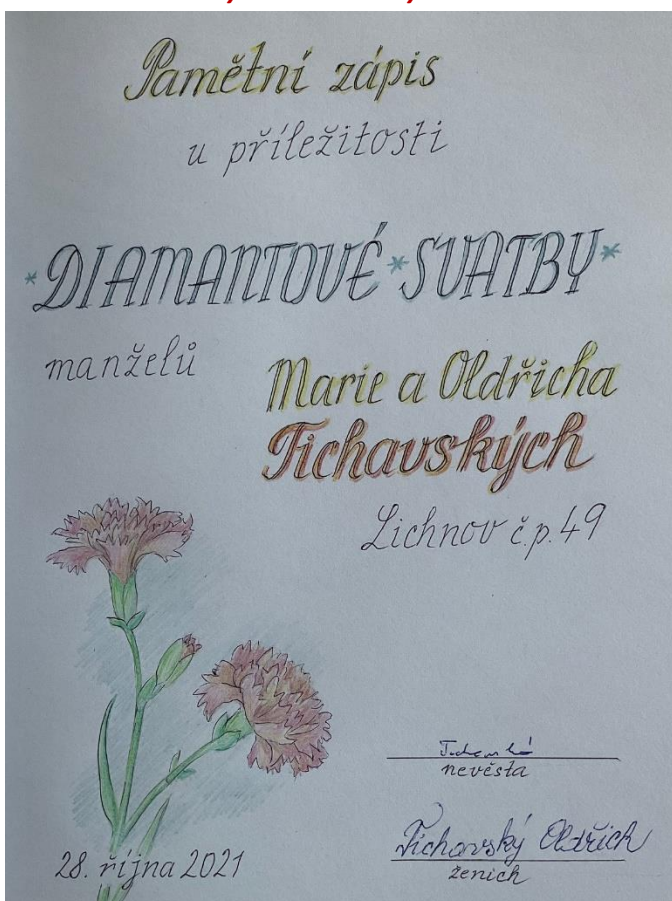 Pamětní zápis
u příležitosti
*DIAMANTOVÉ*SVATBY*
manželů
Marie a Oldřicha
Tichavských
Lichnov č.p. 49
nevěsta
Tichavský Oldřich
ženich
28. října 2021